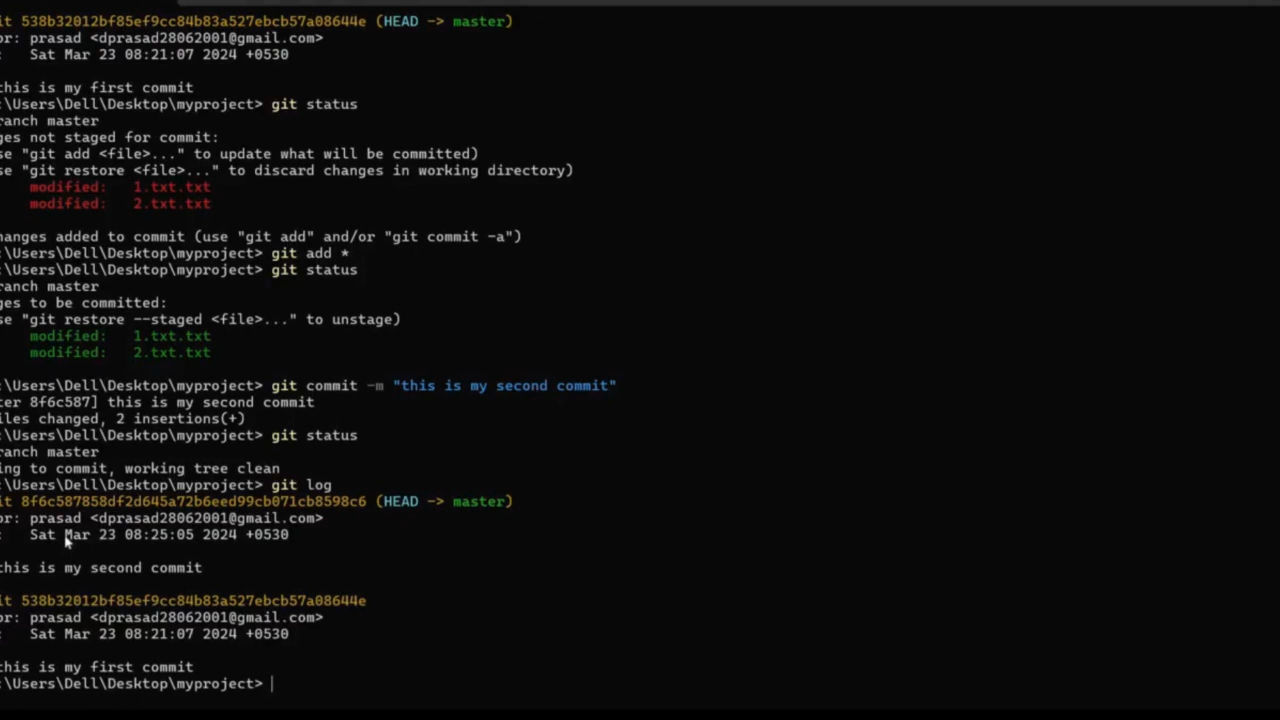 it 538b32012bf85ef9cc84b83a527ebcb57a08644e (HEAD -> master)
or: prasad <dprasad28062001@gmail.com>
:   Sat Mar 23 08:21:07 2024 +0530
this is my first commit
:\Users\Dell\Desktop\myproject> git status
ranch master
ges not staged for commit:
se "git add <file>..." to update what will be committed)
se "git restore <file>..." to discard changes in working directory)
modified:   1.txt.txt
modified:   2.txt.txt
hanges added to commit (use "git add" and/or "git commit -a")
:\Users\Dell\Desktop\myproject> git add *
:\Users\Dell\Desktop\myproject> git status
ranch master
ges to be committed:
se "git restore --staged <file>..." to unstage)
modified:   1.txt.txt
modified:   2.txt.txt
:\Users\Dell\Desktop\myproject> git commit -m "this is my second commit"
ter 8f6c587] this is my second commit
iles changed, 2 insertions(+)
:\Users\Dell\Desktop\myproject> git status
ranch master
ing to commit, working tree clean
:\Users\Dell\Desktop\myproject> git log
it 8f6c587858df2d645a72b6eed99cb071cb8598c6 (HEAD -> master)
or: prasad <dprasad28062001@gmail.com>
:   Sat Mar 23 08:25:05 2024 +0530
this is my second commit
it 538b32012bf85ef9cc84b83a527ebcb57a08644e
or: prasad <dprasad28062001@gmail.com>
:   Sat Mar 23 08:21:07 2024 +0530
this is my first commit
:\Users\Dell\Desktop\myproject>